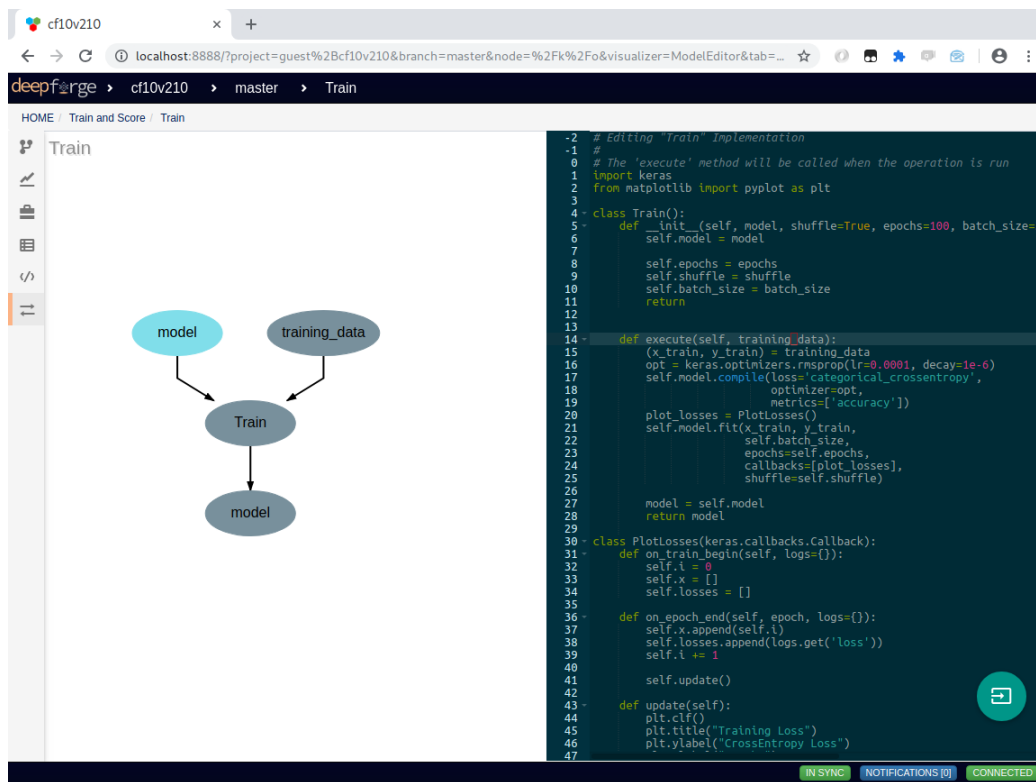 cf10v210
localhost:8888/?project=guest%2Bcf10v210&branch=master&node=%2Fk%2Fo&visualizer=ModelEditor&tab=...
deepforge › cf10v210 › master › Train
HOME / Train and Score / Train
Train
model
training_data
Train
model
-2 # Editing "Train" Implementation
-1 #
0 # The 'execute' method will be called when the operation is run
1 import keras
2 from matplotlib import pyplot as plt
3
4 class Train():
5 def __init__(self, model, shuffle=True, epochs=100, batch_size=
6 self.model = model
7
8 self.epochs = epochs
9 self.shuffle = shuffle
10 self.batch_size = batch_size
11 return
12
13
14 def execute(self, training_data):
15 (x_train, y_train) = training_data
16 opt = keras.optimizers.rmsprop(lr=0.0001, decay=1e-6)
17 self.model.compile(loss='categorical_crossentropy',
18 optimizer=opt,
19 metrics=['accuracy'])
20 plot_losses = PlotLosses()
21 self.model.fit(x_train, y_train,
22 self.batch_size,
23 epochs=self.epochs,
24 callbacks=[plot_losses],
25 shuffle=self.shuffle)
26
27 model = self.model
28 return model
29
30 class PlotLosses(keras.callbacks.Callback):
31 def on_train_begin(self, logs={}):
32 self.i = 0
33 self.x = []
34 self.losses = []
35
36 def on_epoch_end(self, epoch, logs={}):
37 self.x.append(self.i)
38 self.losses.append(logs.get('loss'))
39 self.i += 1
40
41 self.update()
42
43 def update(self):
44 plt.clf()
45 plt.title("Training Loss")
46 plt.ylabel("CrossEntropy Loss")
47
IN SYNC NOTIFICATIONS [0] CONNECTED